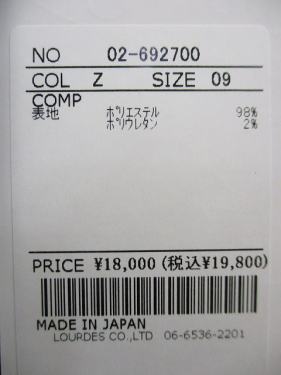 NO 02-692700
COL Z SIZE 09
COMP
表地 ポリエステル 98%
ポリウレタン 2%
PRICE ¥18,000 (税込¥19,800)
MADE IN JAPAN
LOURDES CO.,LTD 06-6536-2201